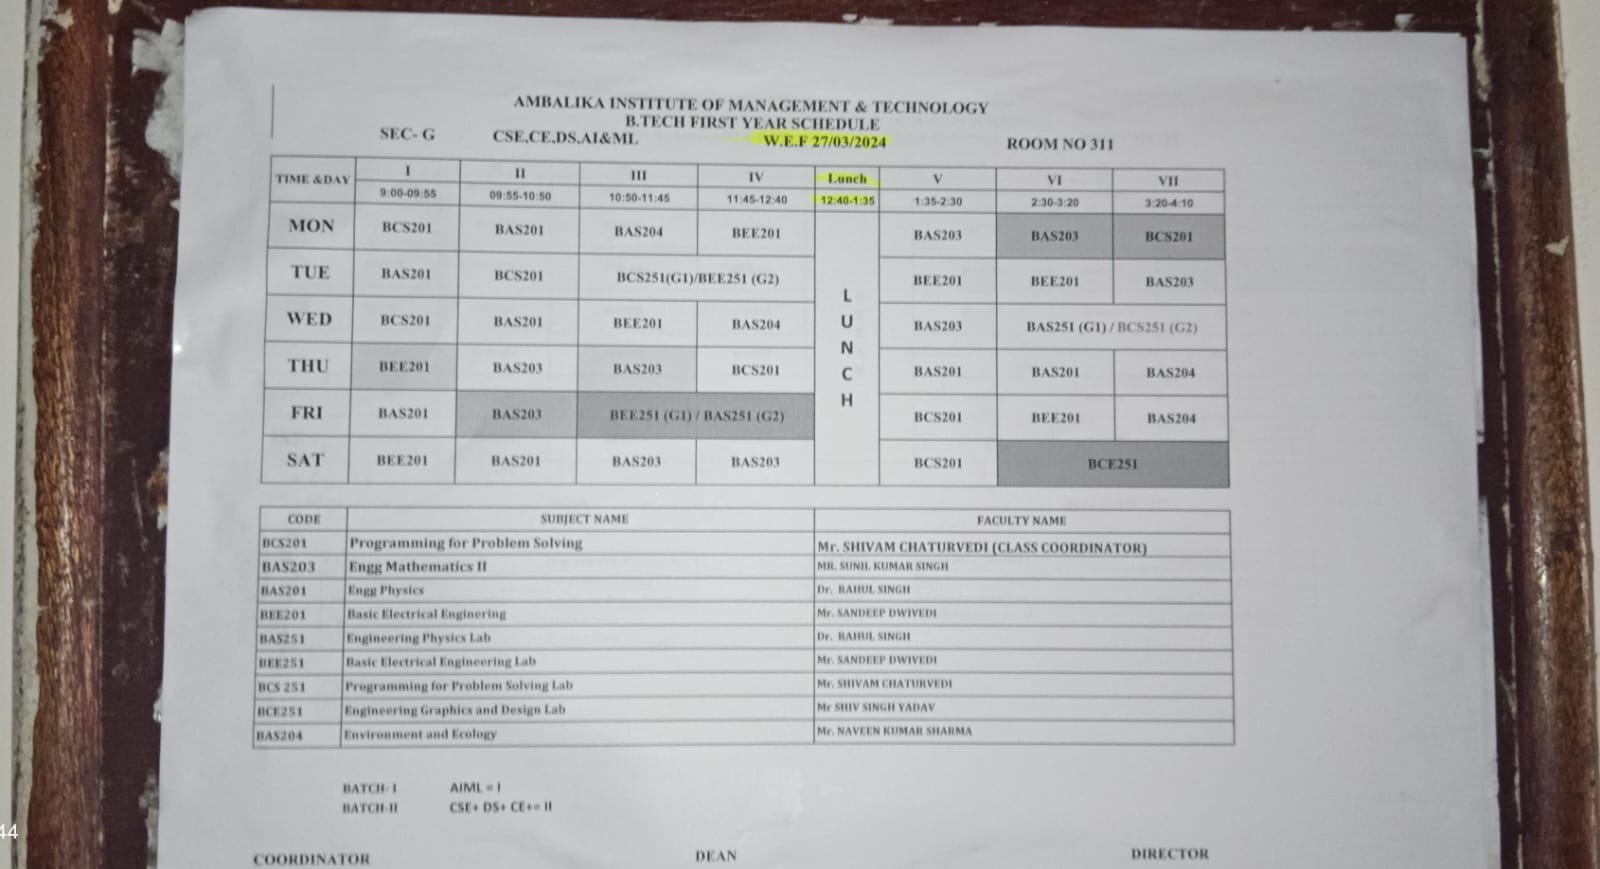 AMBALIKA INSTITUTE OF MANAGEMENT & TECHNOLOGY
B.TECH FIRST YEAR SCHEDULE
SEC- G CSE,CE,DS,AI&ML W.E.F 27/03/2024 ROOM NO 311
TIME &DAY I II III IV Lunch V VI VII
9:00-09:55 09:55-10:50 10:50-11:45 11:45-12:40 12:40-1:35 1:35-2:30 2:30-3:20 3:20-4:10
MON BCS201 BAS201 BAS204 BEE201 BAS203 BAS203 BCS201
TUE BAS201 BCS201 BCS251(G1)/BEE251 (G2) BEE201 BEE201 BAS203
WED BCS201 BAS201 BEE201 BAS204 BAS203 BAS251 (G1) / BCS251 (G2)
THU BEE201 BAS203 BAS203 BCS201 BAS201 BAS201 BAS204
FRI BAS201 BAS203 BEE251 (G1) / BAS251 (G2) BCS201 BEE201 BAS204
SAT BEE201 BAS201 BAS203 BAS203 BCS201 BCE251
L
U
N
C
H
CODE SUBJECT NAME FACULTY NAME
BCS201 Programming for Problem Solving Mr. SHIVAM CHATURVEDI (CLASS COORDINATOR)
BAS203 Engg Mathematics II MR. SUNIL KUMAR SINGH
BAS201 Engg Physics Dr. RAHUL SINGH
BEE201 Basic Electrical Enginering Mr. SANDEEP DWIVEDI
BAS251 Engineering Physics Lab Dr. RAHUL SINGH
BEE251 Basic Electrical Engineering Lab Mr. SANDEEP DWIVEDI
BCS 251 Programming for Problem Solving Lab Mr. SHIVAM CHATURVEDI
BCE251 Engineering Graphics and Design Lab Mr SHIV SINGH YADAV
BAS204 Environment and Ecology Mr. NAVEEN KUMAR SHARMA
BATCH- I AIML = I
BATCH-II CSE+ DS+ CE+= II
44
COORDINATOR DEAN DIRECTOR